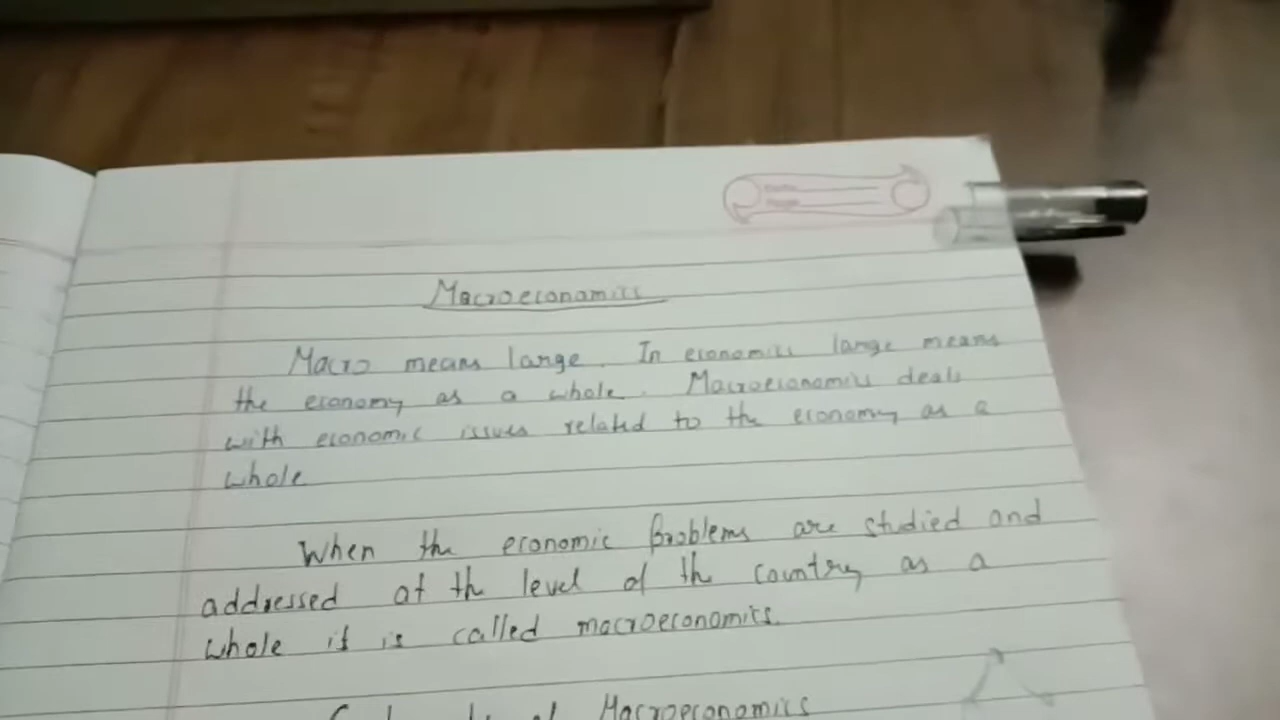 Macroeconomics
Macro means large. In economics large means
the economy as a whole. Macroeconomics deals
with economic issues related to the economy as a
whole
When the economic problems are studied and
addressed at the level of the country as a
whole it is called macroeconomics.
of Macroeconomics